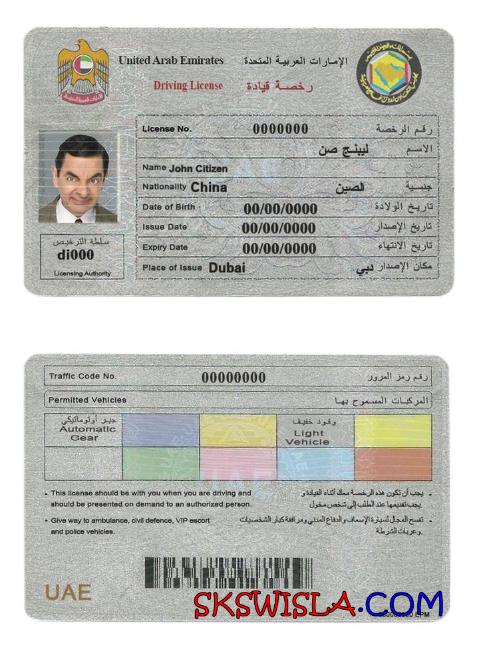 United Arab Emirates الإمارات العربية المتحدة
Driving License رخصة قيادة
License No. 0000000 رقم الرخصة
ليبنج صن الاسم
Name John Citizen
Nationality China الصين جنسية
Date of Birth 00/00/0000 تاريخ الولادة
Issue Date 00/00/0000 تاريخ الإصدار
Expiry Date 00/00/0000 تاريخ الانتهاء
Place of Issue Dubai مكان الإصدار دبي
سلطة الترخيص
di000
Licensing Authority
Traffic Code No. 00000000 رقم رمز المرور
Permitted Vehicles المركبات المسموح بها
جير أوتوماتيكي
Automatic
Gear
خفيف
Light
Vehicle
• This license should be with you when you are driving and
should be presented on demand to an authorized person.
• Give way to ambulance, civil defence, VIP escort
and police vehicles.
• يجب أن تكون هذه الرخصة معك أثناء القيادة و
يجب تقديمها عند الطلب إلى شخص مخول.
• تفسح المجال لسيارة الإسعاف والدفاع المدني ومرافقة كبار الشخصيات
وعربات الشرطة.
UAE
SKSWISLA.COM
EPM